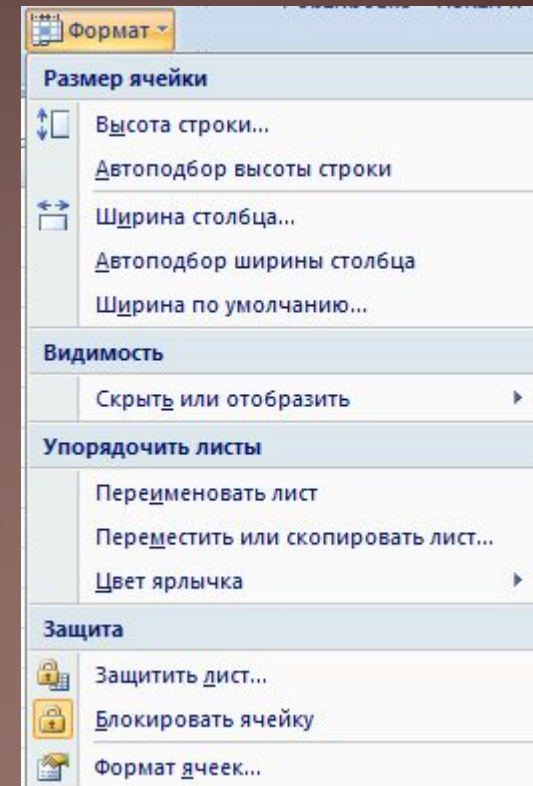 Формат
Размер ячейки
Высота строки...
Автоподбор высоты строки
Ширина столбца...
Автоподбор ширины столбца
Ширина по умолчанию...
Видимость
Скрыть или отобразить
Упорядочить листы
Переименовать лист
Переместить или скопировать лист...
Цвет ярлычка
Защита
Защитить лист...
Блокировать ячейку
Формат ячеек...